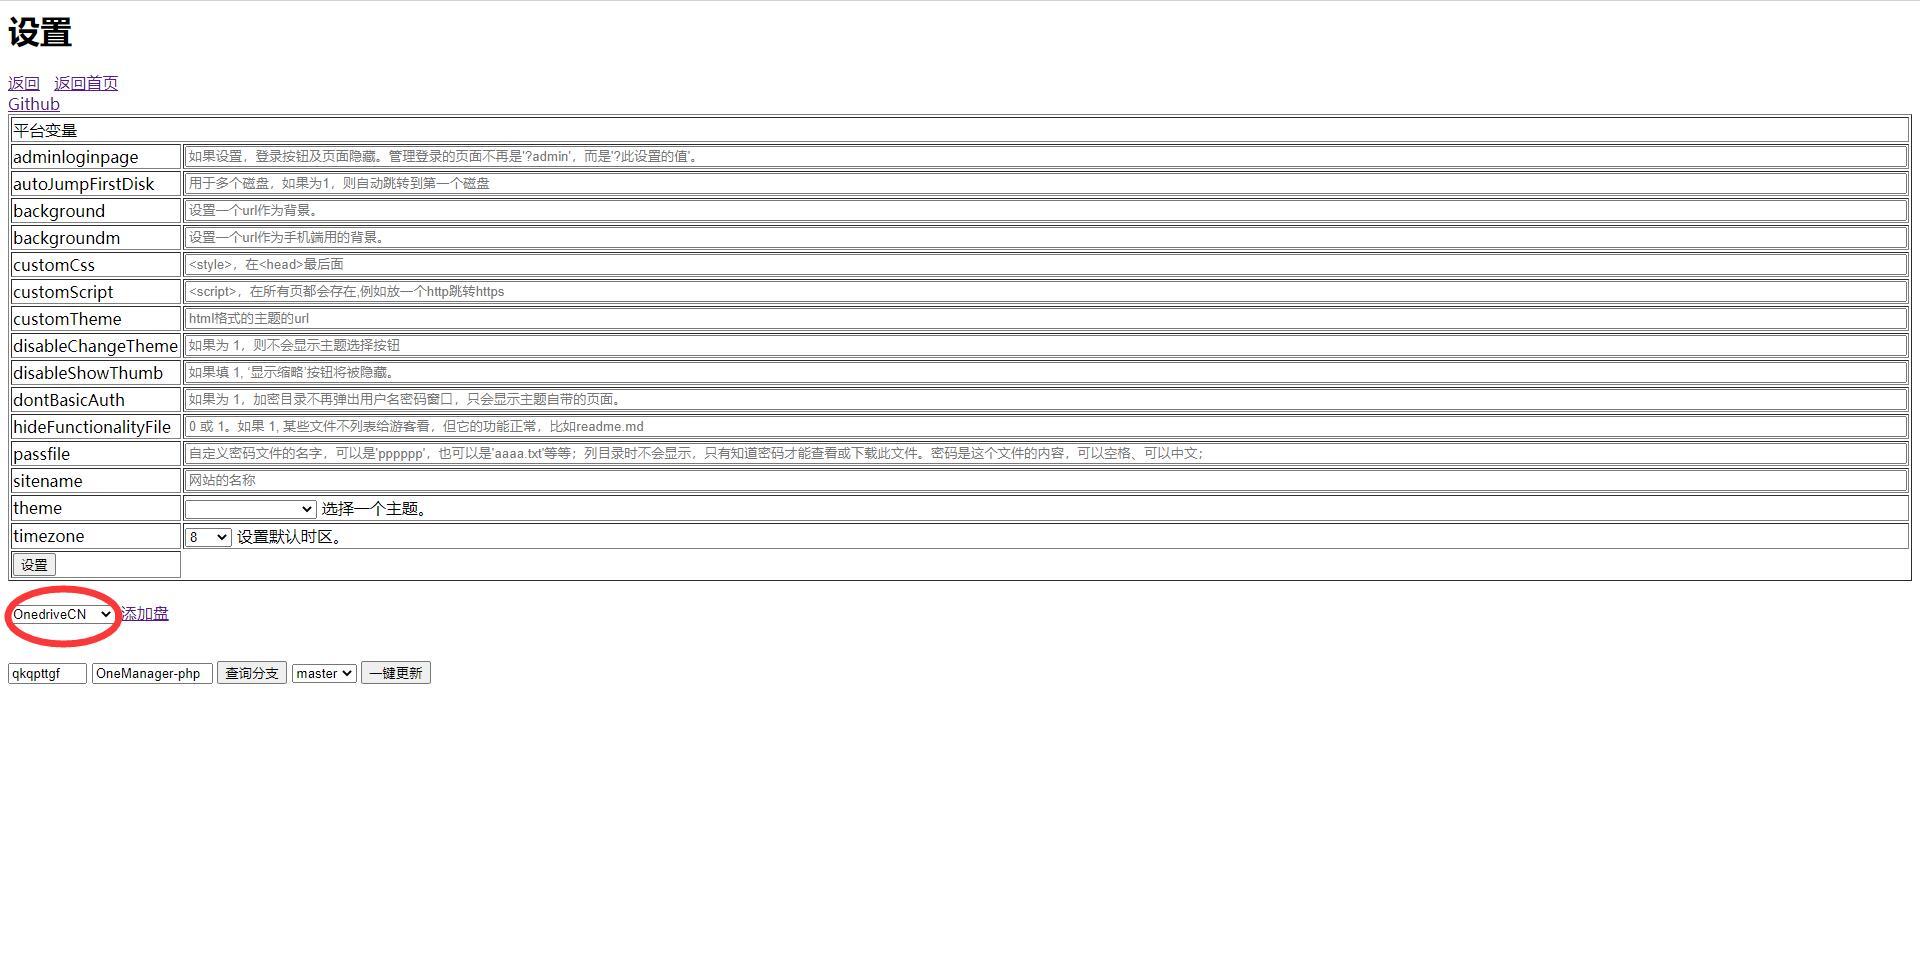 设置
返回 返回首页
Github
平台变量
adminloginpage 如果设置，登录按钮及页面隐藏。管理登录的页面不再是'?admin'，而是'?此设置的值'。
autoJumpFirstDisk 用于多个磁盘，如果为1，则自动跳转到第一个磁盘
background 设置一个url作为背景。
backgroundm 设置一个url作为手机端用的背景。
customCss <style>，在<head>最后面
customScript <script>，在所有页都会存在,例如放一个http跳转https
customTheme html格式的主题的url
disableChangeTheme 如果为 1，则不会显示主题选择按钮
disableShowThumb 如果填 1, ‘显示缩略’按钮将被隐藏。
dontBasicAuth 如果为 1，加密目录不再弹出用户名密码窗口，只会显示主题自带的页面。
hideFunctionalityFile 0 或 1。如果 1, 某些文件不列表给游客看，但它的功能正常，比如readme.md
passfile 自定义密码文件的名字，可以是'pppppp'，也可以是'aaaa.txt'等等；列目录时不会显示，只有知道密码才能查看或下载此文件。密码是这个文件的内容，可以空格、可以中文；
sitename 网站的名称
theme 选择一个主题。
timezone 8 设置默认时区。
设置
OnedriveCN 添加盘
qkqpttgf OneManager-php 查询分支 master 一键更新